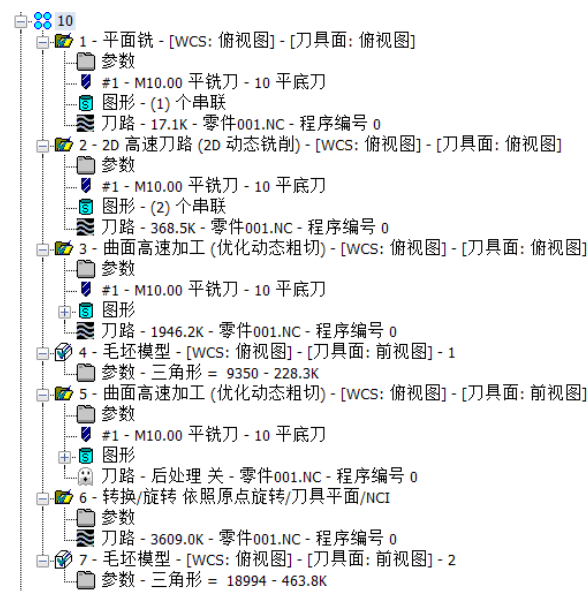 10
1 - 平面铣 - [WCS: 俯视图] - [刀具面: 俯视图]
参数
#1 - M10.00 平铣刀 - 10 平底刀
图形 - (1) 个串联
刀路 - 17.1K - 零件001.NC - 程序编号 0
2 - 2D 高速刀路 (2D 动态铣削) - [WCS: 俯视图] - [刀具面: 俯视图]
参数
#1 - M10.00 平铣刀 - 10 平底刀
图形 - (2) 个串联
刀路 - 368.5K - 零件001.NC - 程序编号 0
3 - 曲面高速加工 (优化动态粗切) - [WCS: 俯视图] - [刀具面: 俯视图]
参数
#1 - M10.00 平铣刀 - 10 平底刀
图形
刀路 - 1946.2K - 零件001.NC - 程序编号 0
4 - 毛坯模型 - [WCS: 俯视图] - [刀具面: 前视图] - 1
参数 - 三角形 = 9350 - 228.3K
5 - 曲面高速加工 (优化动态粗切) - [WCS: 俯视图] - [刀具面: 前视图]
参数
#1 - M10.00 平铣刀 - 10 平底刀
图形
刀路 - 后处理 关 - 零件001.NC - 程序编号 0
6 - 转换/旋转 依照原点旋转/刀具平面/NCI
参数
刀路 - 3609.0K - 零件001.NC - 程序编号 0
7 - 毛坯模型 - [WCS: 俯视图] - [刀具面: 前视图] - 2
参数 - 三角形 = 18994 - 463.8K